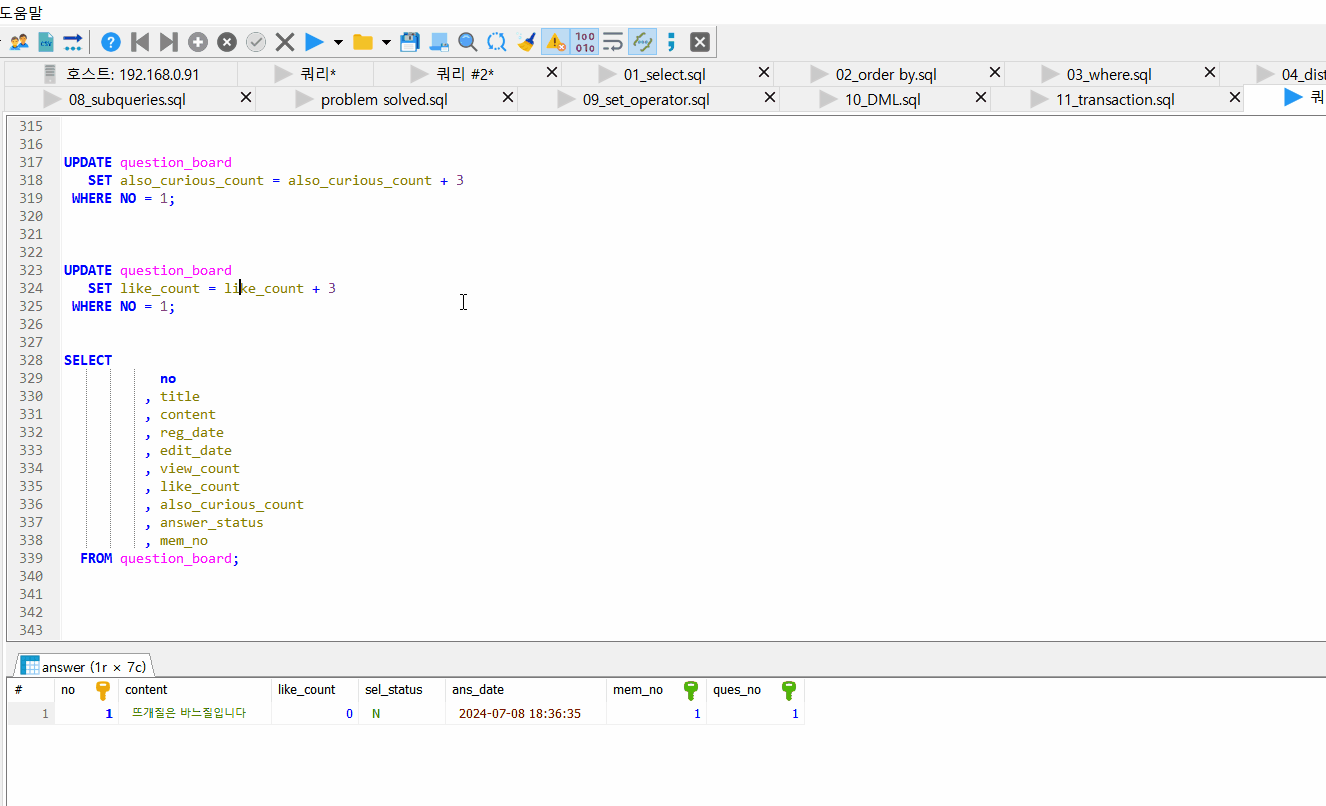 도움말
호스트: 192.168.0.91 쿼리* 쿼리 #2* 01_select.sql 02_order by.sql 03_where.sql 04_dist
08_subqueries.sql problem solved.sql 09_set_operator.sql 10_DML.sql 11_transaction.sql 쿼
315
316
317 UPDATE question_board
318 SET also_curious_count = also_curious_count + 3
319 WHERE NO = 1;
320
321
322
323 UPDATE question_board
324 SET like_count = like_count + 3
325 WHERE NO = 1;
326
327
328 SELECT
329 no
330 , title
331 , content
332 , reg_date
333 , edit_date
334 , view_count
335 , like_count
336 , also_curious_count
337 , answer_status
338 , mem_no
339 FROM question_board;
340
341
342
343
answer (1r × 7c)
# no content like_count sel_status ans_date mem_no ques_no
1 1 뜨개질은 바느질입니다 0 N 2024-07-08 18:36:35 1 1